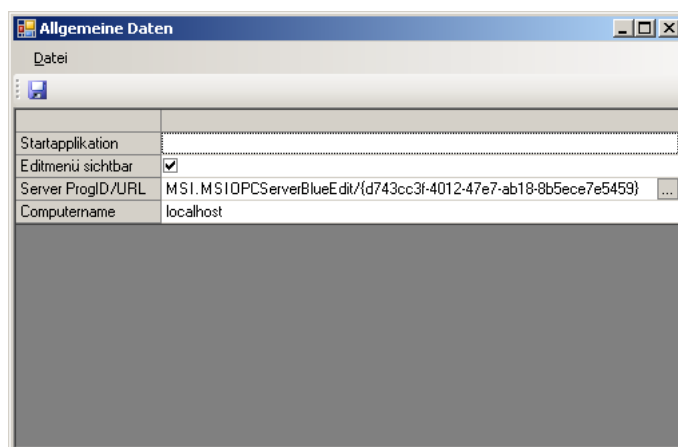 Allgemeine Daten
Datei
Startapplikation
Editmenü sichtbar
Server ProgID/URL MSI.MSIOPCServerBlueEdit/{d743cc3f-4012-47e7-ab18-8b5ece7e5459} ...
Computername localhost